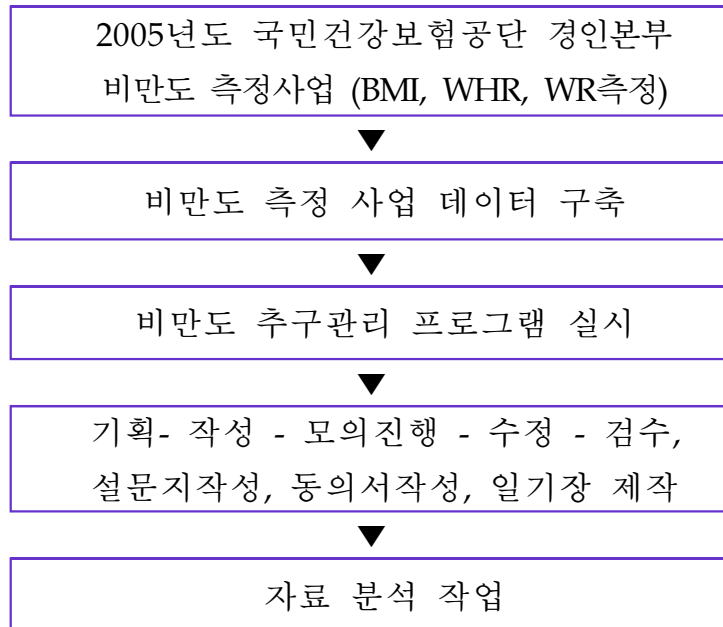 2005년도 국민건강보험공단 경인본부
비만도 측정사업 (BMI, WHR, WR측정)
비만도 측정 사업 데이터 구축
비만도 추구관리 프로그램 실시
기획- 작성 - 모의진행 - 수정 - 검수,
설문지작성, 동의서작성, 일기장 제작
자료 분석 작업